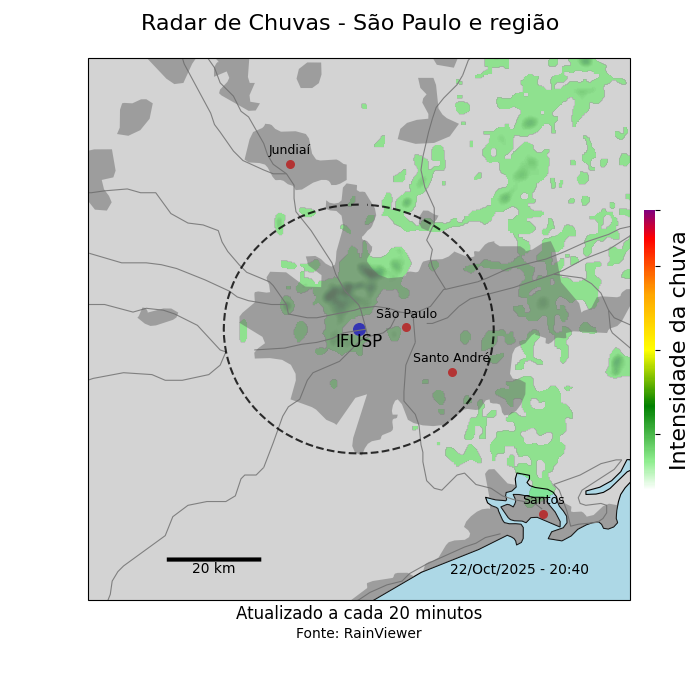 Radar de Chuvas - São Paulo e região
Jundiaí
São Paulo
IFUSP
Santo André
Santos
20 km
22/Oct/2025 - 20:40
Intensidade da chuva
Atualizado a cada 20 minutos
Fonte: RainViewer